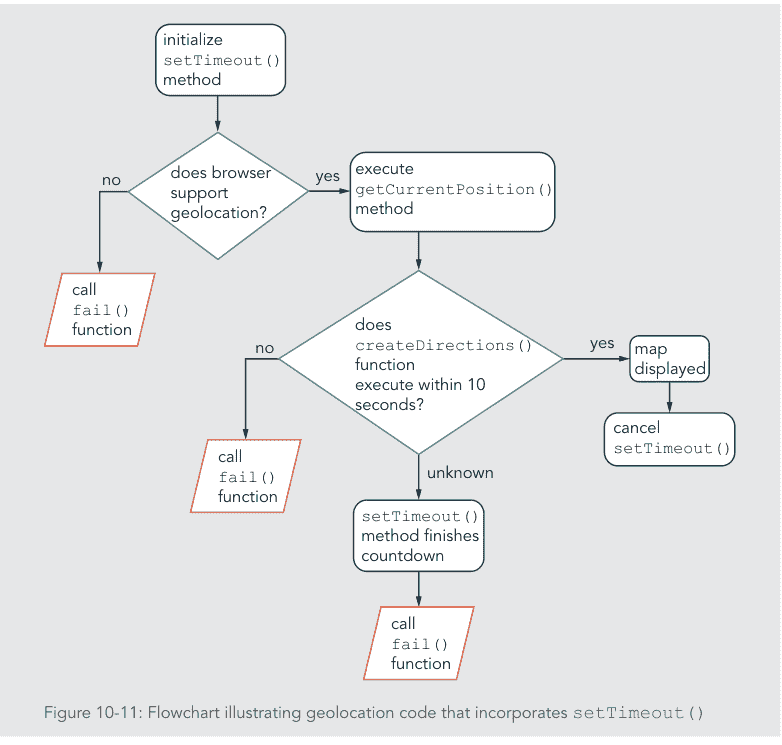 initialize
setTimeout()
method
does browser
support
geolocation?
no
yes
execute
getCurrentPosition()
method
call
fail()
function
does
createDirections()
function
execute within 10
seconds?
no
yes
map
displayed
cancel
setTimeout()
call
fail()
function
unknown
setTimeout()
method finishes
countdown
call
fail()
function
Figure 10-11: Flowchart illustrating geolocation code that incorporates setTimeout()